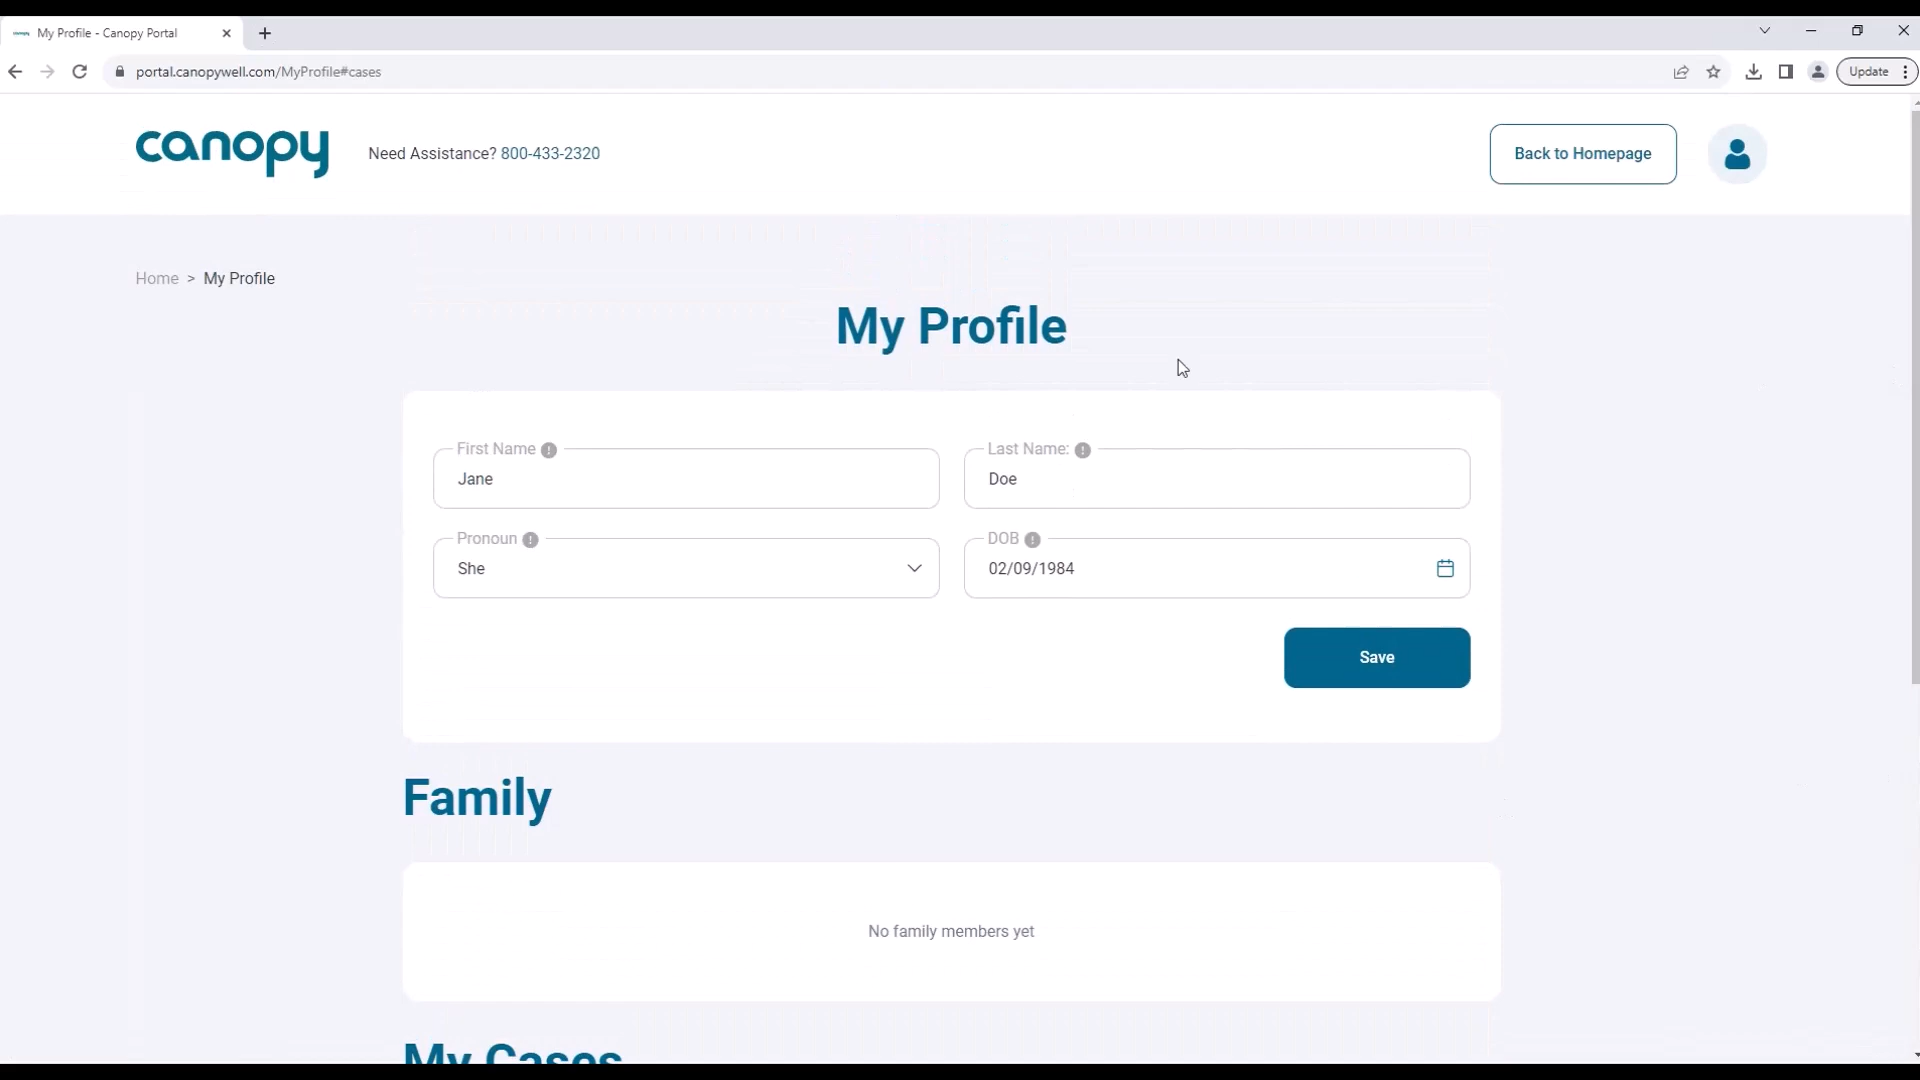 My Profile - Canopy Portal
portal.canopywell.com/MyProfile#cases
Update
canopy
Need Assistance? 800-433-2320
Back to Homepage
Home > My Profile
My Profile
First Name
Jane
Last Name:
Doe
Pronoun
She
DOB
02/09/1984
Save
Family
No family members yet
My Cases